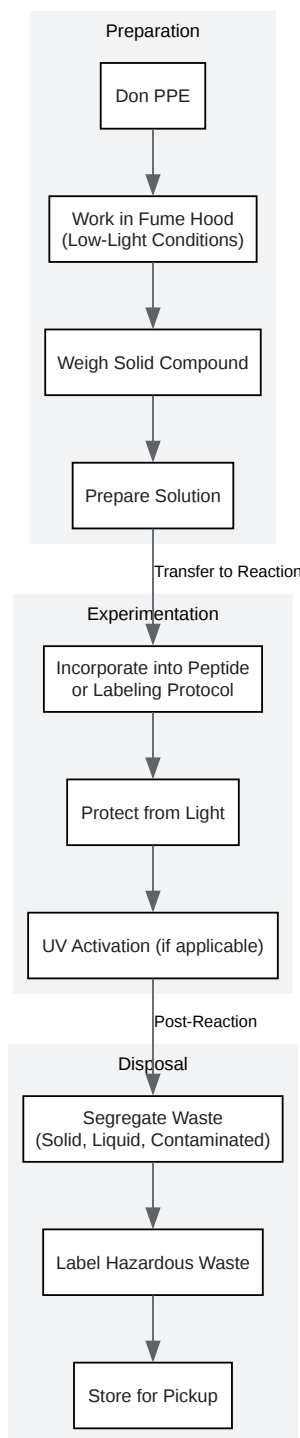 Preparation
Don PPE
Work in Fume Hood
(Low-Light Conditions)
Weigh Solid Compound
Prepare Solution
Transfer to Reaction
Experimentation
Incorporate into Peptide
or Labeling Protocol
Protect from Light
UV Activation (if applicable)
Post-Reaction
Disposal
Segregate Waste
(Solid, Liquid, Contaminated)
Label Hazardous Waste
Store for Pickup